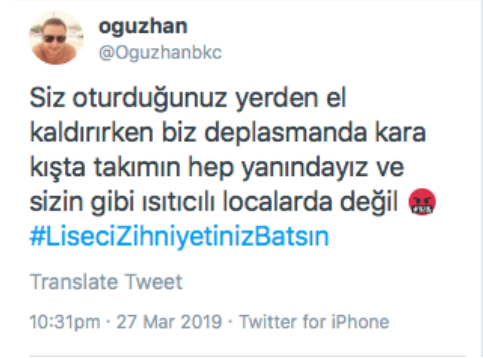 oguzhan
@Oguzhanbkc
Siz oturduğunuz yerden el
kaldırırken biz deplasmanda kara
kışta takımın hep yanındayız ve
sizin gibi ısıtıcılı localarda değil 🤬
#LiseciZihniyetinizBatsın
Translate Tweet
10:31pm · 27 Mar 2019 · Twitter for iPhone